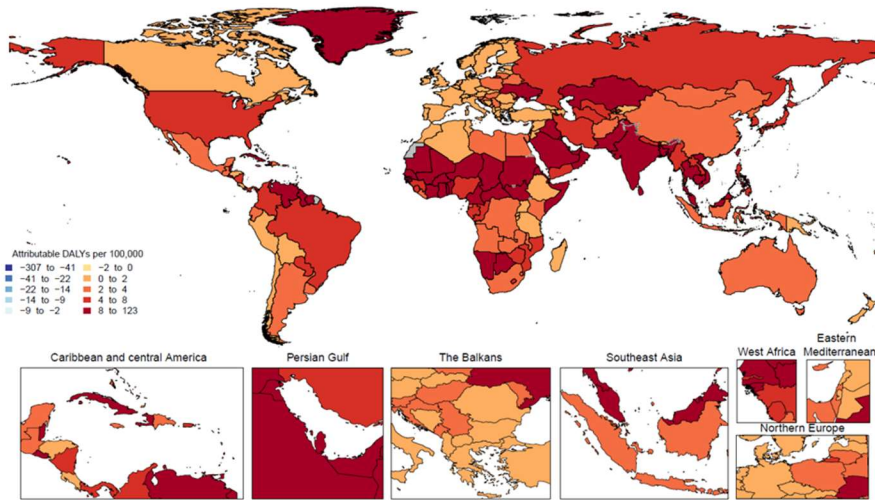 Attributable DALYs per 100,000
−307 to −41
−41 to −22
−22 to −14
−14 to −9
−9 to −2
−2 to 0
0 to 2
2 to 4
4 to 8
8 to 123
Caribbean and central America
Persian Gulf
The Balkans
Southeast Asia
West Africa
Eastern
Mediterranean
Northern Europe